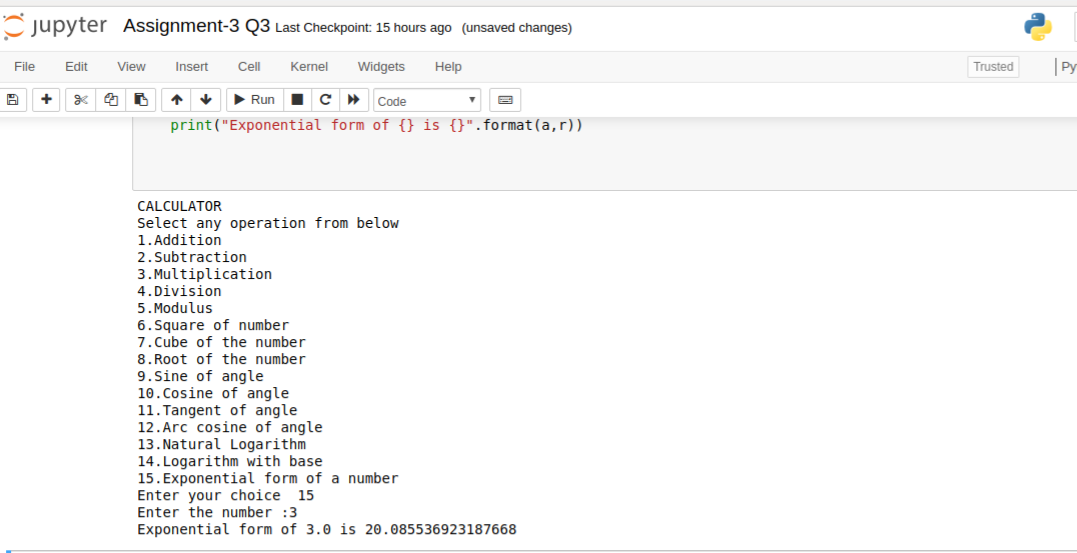 jupyter Assignment-3 Q3 Last Checkpoint: 15 hours ago (unsaved changes)
File Edit View Insert Cell Kernel Widgets Help Trusted Py
Run Code
print("Exponential form of {} is {}".format(a,r))
CALCULATOR
Select any operation from below
1.Addition
2.Subtraction
3.Multiplication
4.Division
5.Modulus
6.Square of number
7.Cube of the number
8.Root of the number
9.Sine of angle
10.Cosine of angle
11.Tangent of angle
12.Arc cosine of angle
13.Natural Logarithm
14.Logarithm with base
15.Exponential form of a number
Enter your choice  15
Enter the number :3
Exponential form of 3.0 is 20.085536923187668